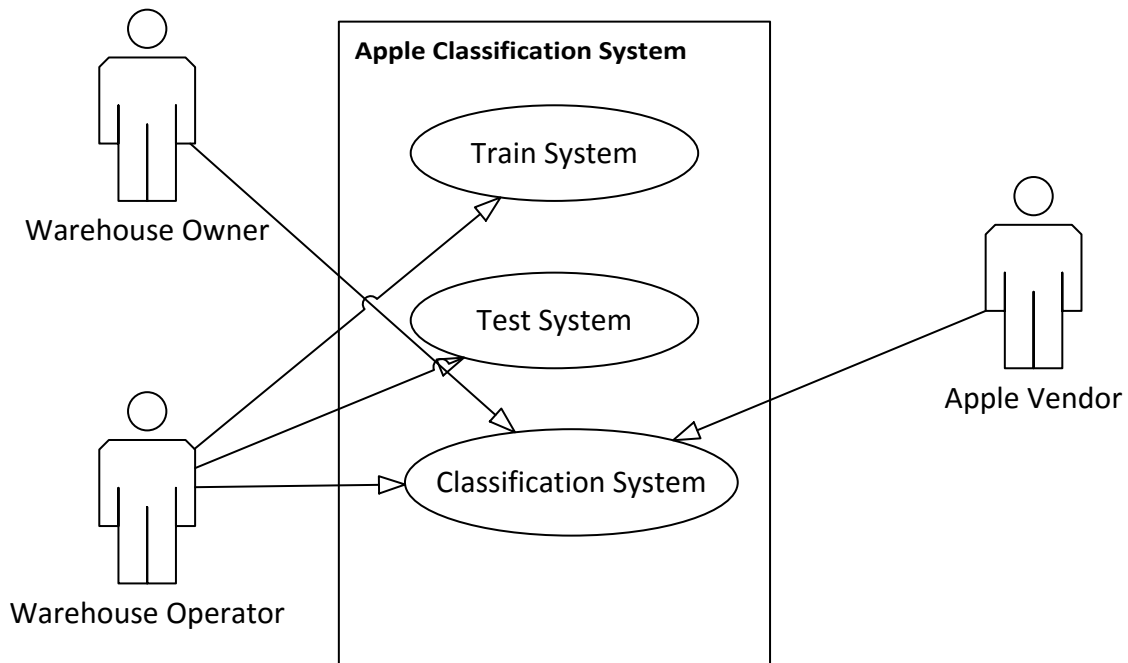 Apple Classification System
Train System
Warehouse Owner
Test System
Apple Vendor
Classification System
Warehouse Operator